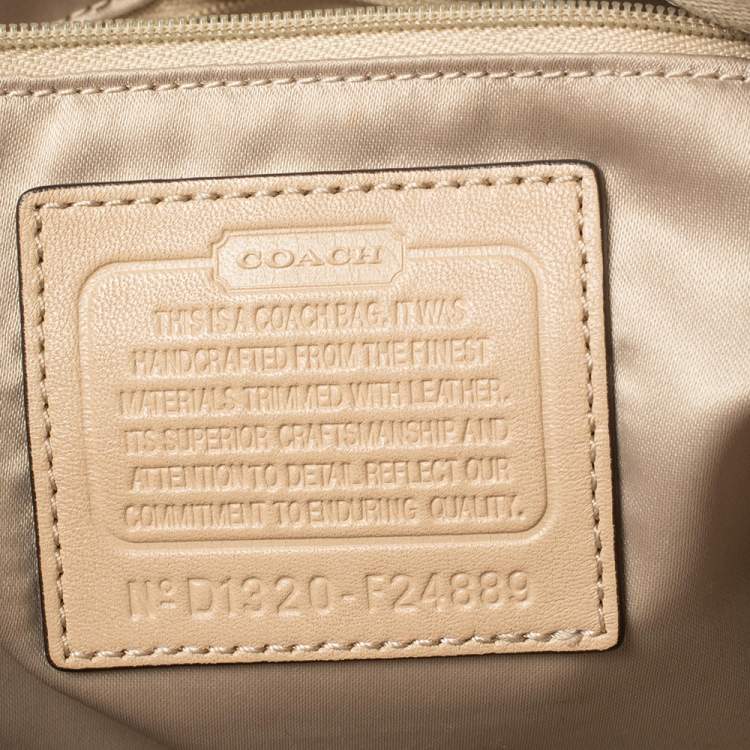 COACH
THIS IS A COACH BAG. IT WAS
HANDCRAFTED FROM THE FINEST
MATERIALS TRIMMED WITH LEATHER.
ITS SUPERIOR CRAFTSMANSHIP AND
ATTENTION TO DETAIL REFLECT OUR
COMMITMENT TO ENDURING QUALITY.
Nº D1320-F24889